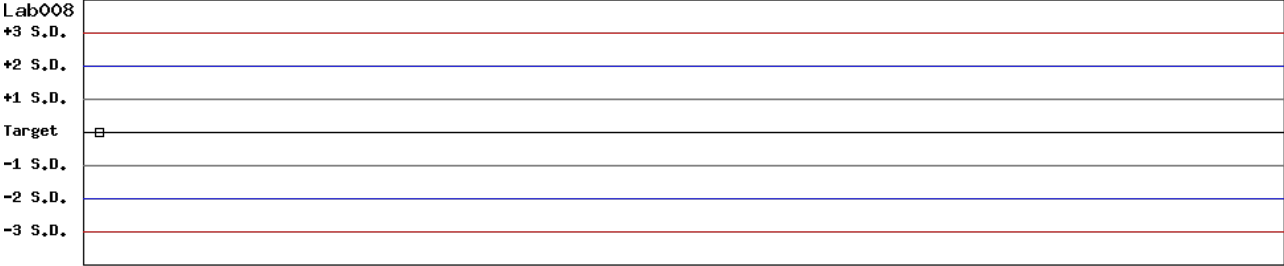 Lab008
+3 S.D.
+2 S.D.
+1 S.D.
Target
-1 S.D.
-2 S.D.
-3 S.D.